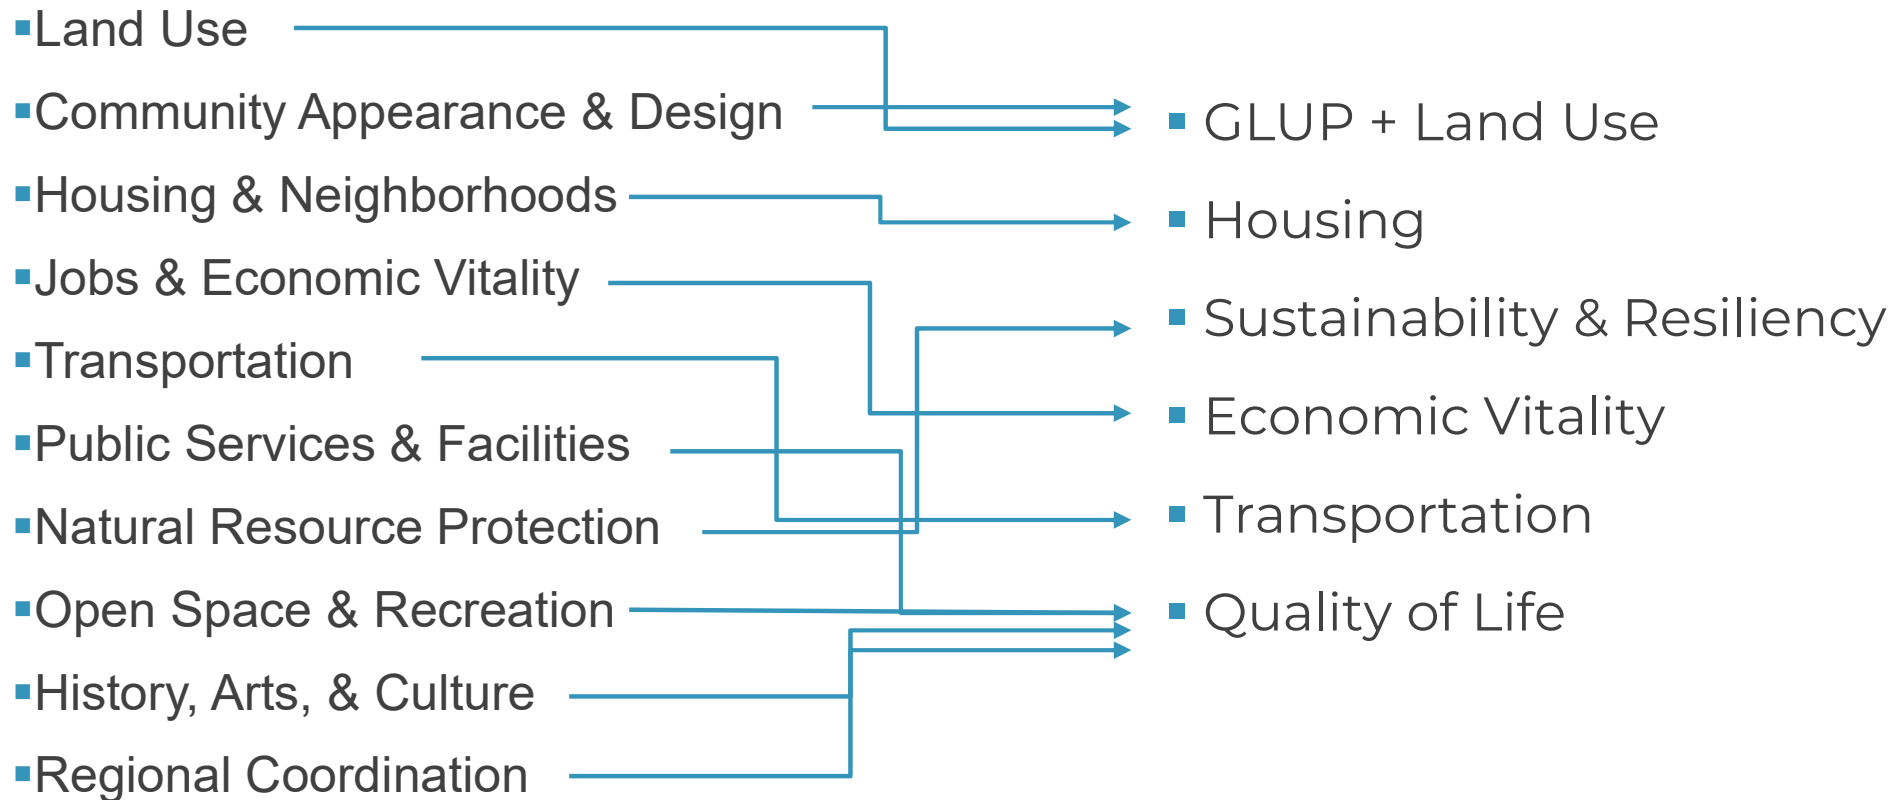 ▪Land Use
▪Community Appearance & Design
▪Housing & Neighborhoods
▪Jobs & Economic Vitality
▪Transportation
▪Public Services & Facilities
▪Natural Resource Protection
▪Open Space & Recreation
▪History, Arts, & Culture
▪Regional Coordination
▪ GLUP + Land Use
▪ Housing
▪ Sustainability & Resiliency
▪ Economic Vitality
▪ Transportation
▪ Quality of Life